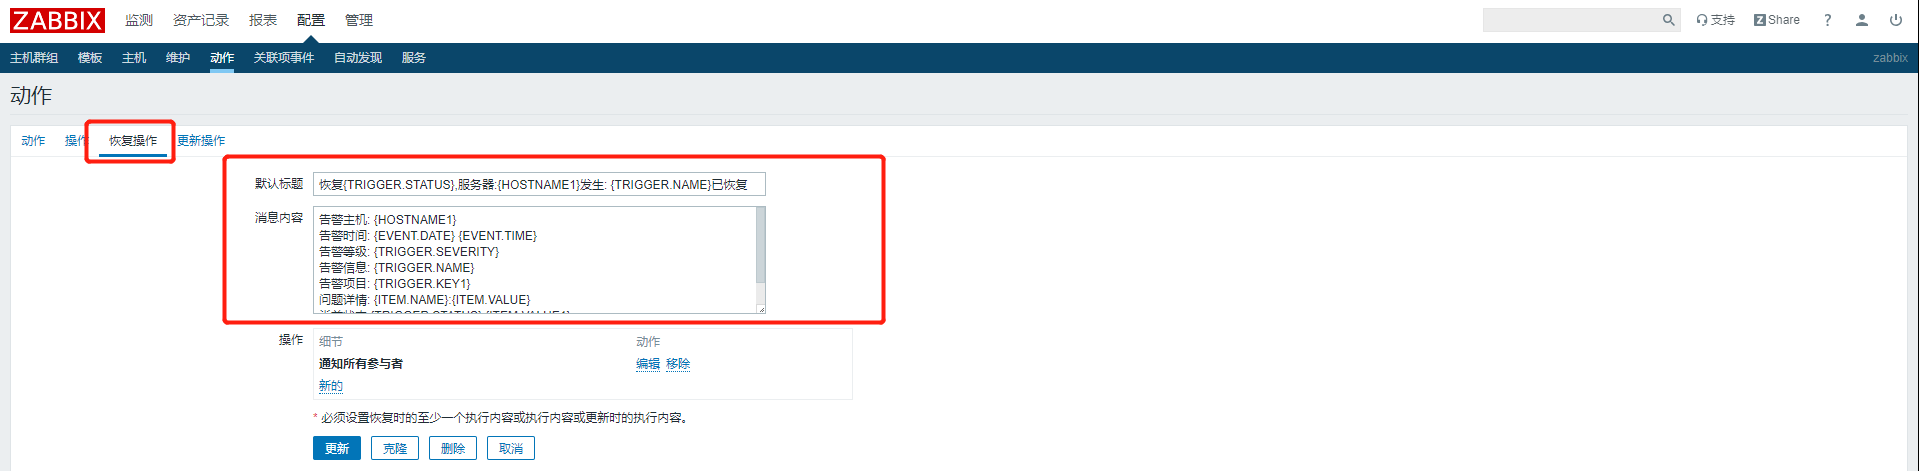 ZABBIX 监测 资产记录 报表 配置 管理 支持 Share ?
主机群组 模板 主机 维护 动作 关联项事件 自动发现 服务 zabbix
动作
动作 操作 恢复操作 更新操作
默认标题 恢复{TRIGGER.STATUS},服务器:{HOSTNAME1}发生: {TRIGGER.NAME}已恢复
消息内容 告警主机: {HOSTNAME1}
告警时间: {EVENT.DATE} {EVENT.TIME}
告警等级: {TRIGGER.SEVERITY}
告警信息: {TRIGGER.NAME}
告警项目: {TRIGGER.KEY1}
问题详情: {ITEM.NAME}:{ITEM.VALUE}
操作 细节 动作
通知所有参与者 编辑 移除
新的
* 必须设置恢复时的至少一个执行内容或执行内容或更新时的执行内容。
更新 克隆 删除 取消